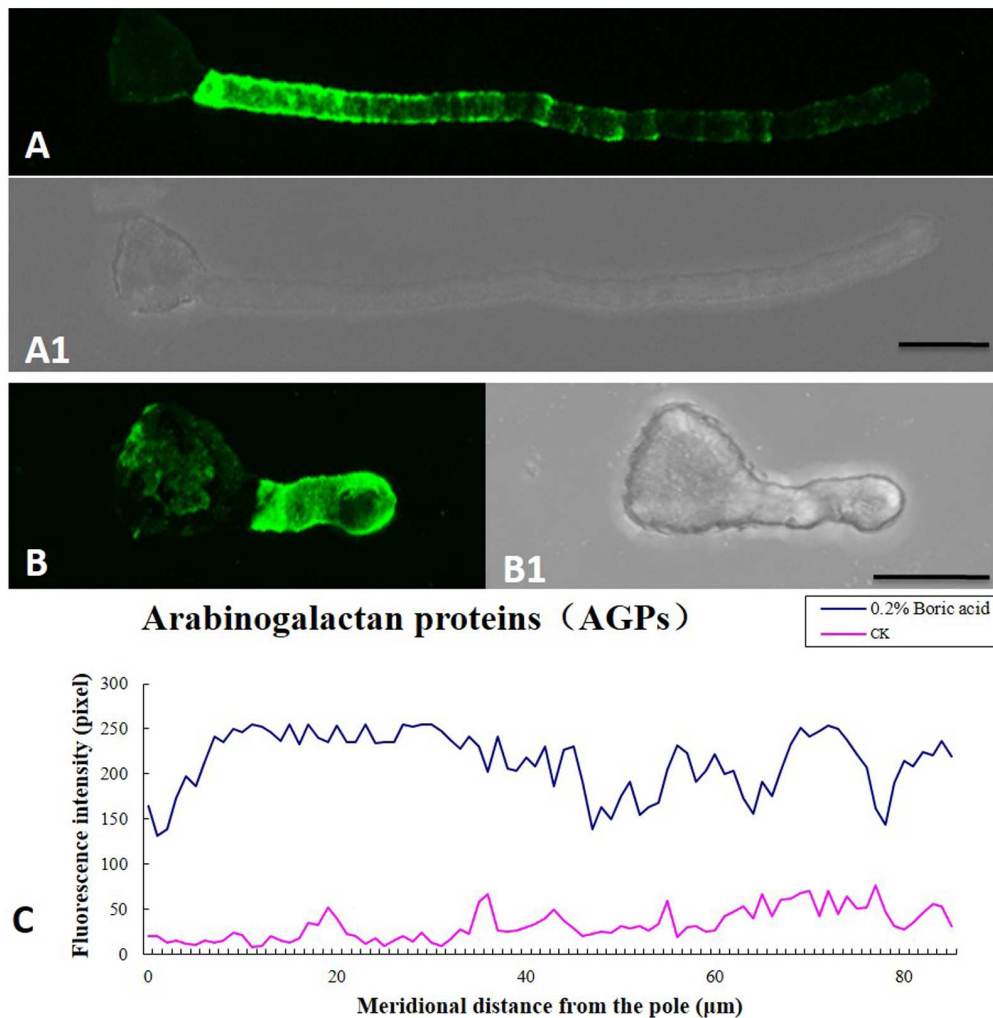 A
A1
B
B1
Arabinogalactan proteins（AGPs）
0.2% Boric acid
CK
C
Fluorescence intensity (pixel)
300
250
200
150
100
50
0
0
20
40
60
80
Meridional distance from the pole (μm)